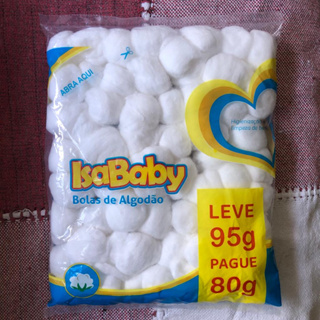 ABRA AQUI
IsaBaby
Bolas de Algodão
LEVE
95g
PAGUE
80g